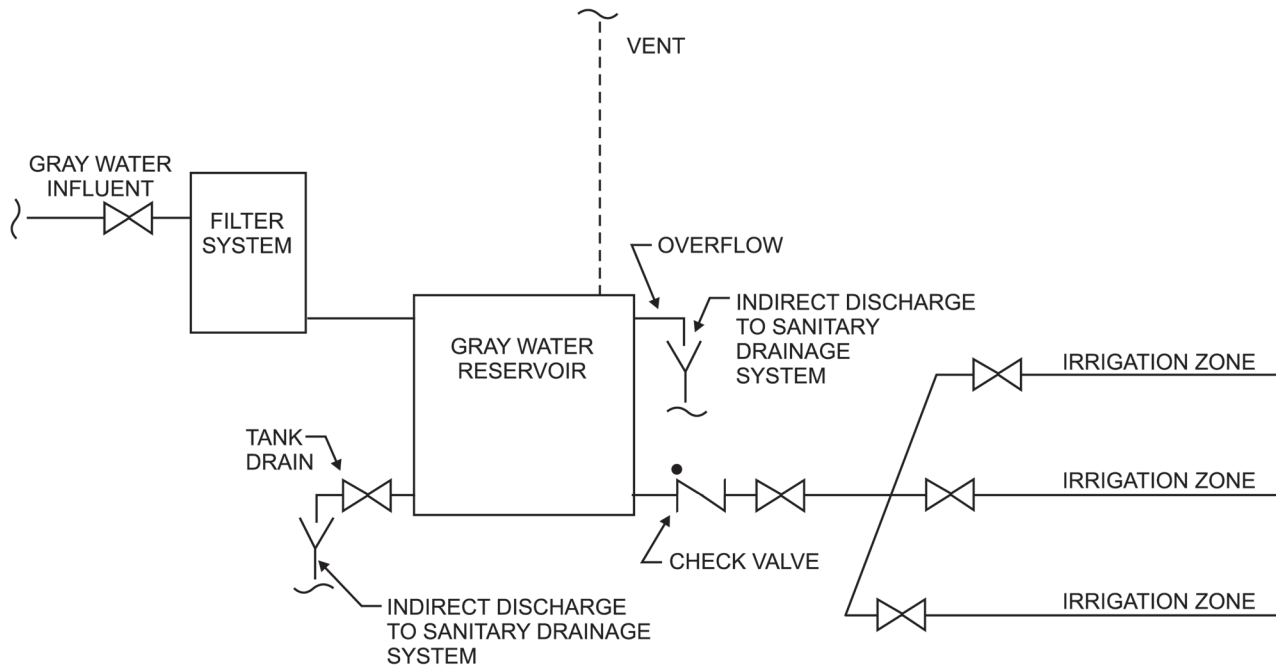 VENT
GRAY WATER
INFLUENT
FILTER
SYSTEM
OVERFLOW
INDIRECT DISCHARGE
TO SANITARY
DRAINAGE
SYSTEM
GRAY WATER
RESERVOIR
IRRIGATION ZONE
TANK
DRAIN
IRRIGATION ZONE
CHECK VALVE
IRRIGATION ZONE
INDIRECT DISCHARGE
TO SANITARY DRAINAGE
SYSTEM